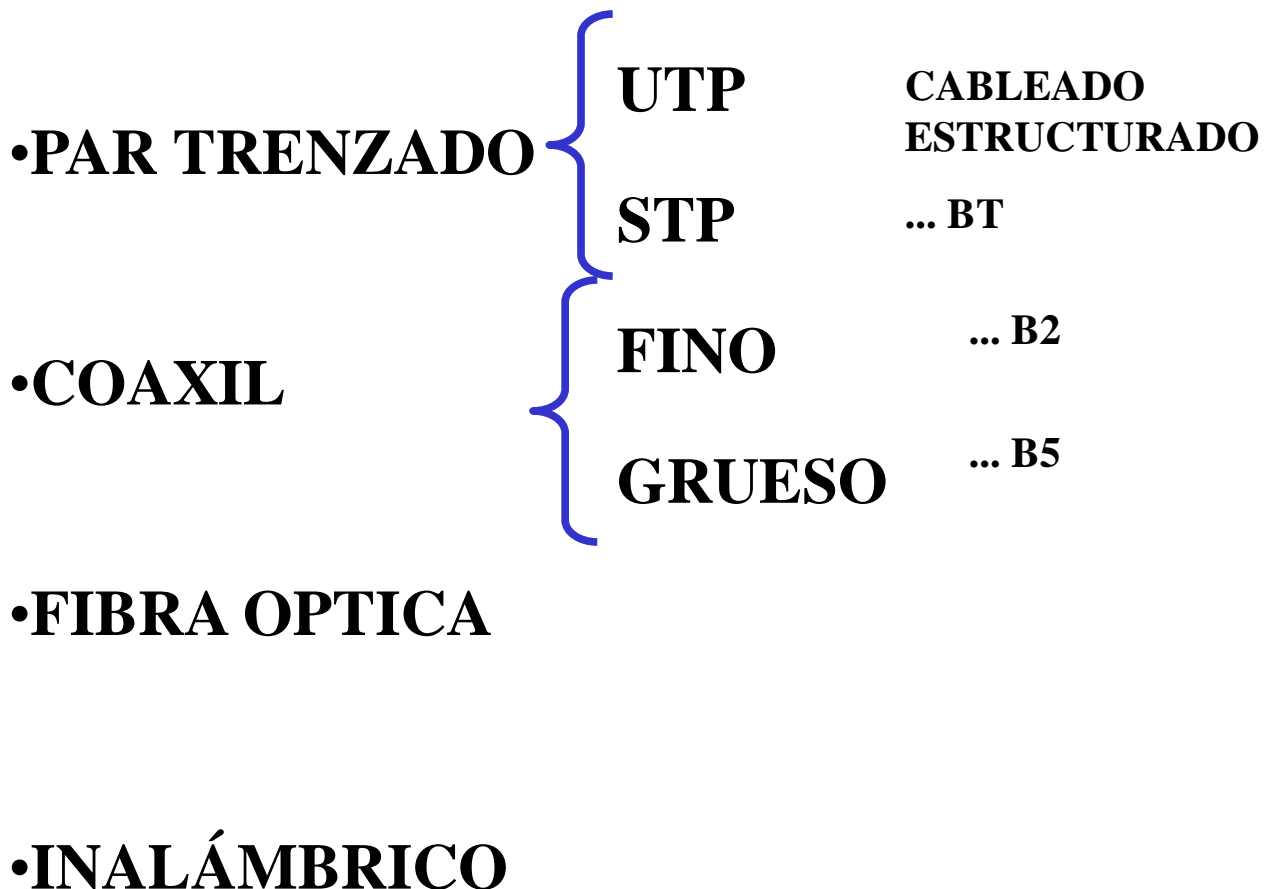 •PAR TRENZADO
UTP
CABLEADO
ESTRUCTURADO
STP
... BT
•COAXIL
FINO
... B2
GRUESO
... B5
•FIBRA OPTICA
•INALÁMBRICO